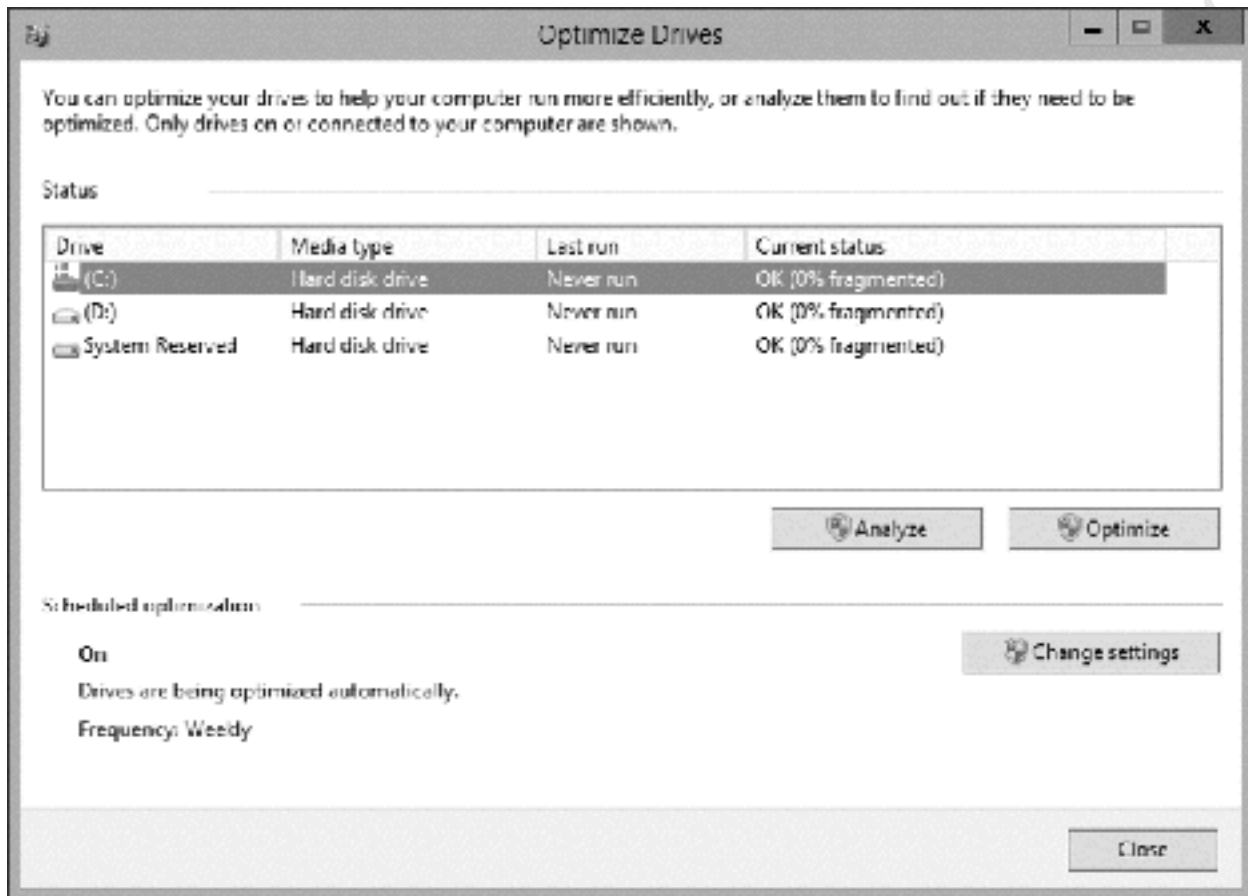 Optimize Drives
You can optimize your drives to help your computer run more efficiently, or analyze them to find out if they need to be
optimized. Only drives on or connected to your computer are shown.
Status
Drive Media type Last run Current status
(C:) Hard disk drive Never run OK (0% fragmented)
(D:) Hard disk drive Never run OK (0% fragmented)
System Reserved Hard disk drive Never run OK (0% fragmented)
Analyze Optimize
Scheduled optimization
On
Change settings
Drives are being optimized automatically.
Frequency: Weekly
Close